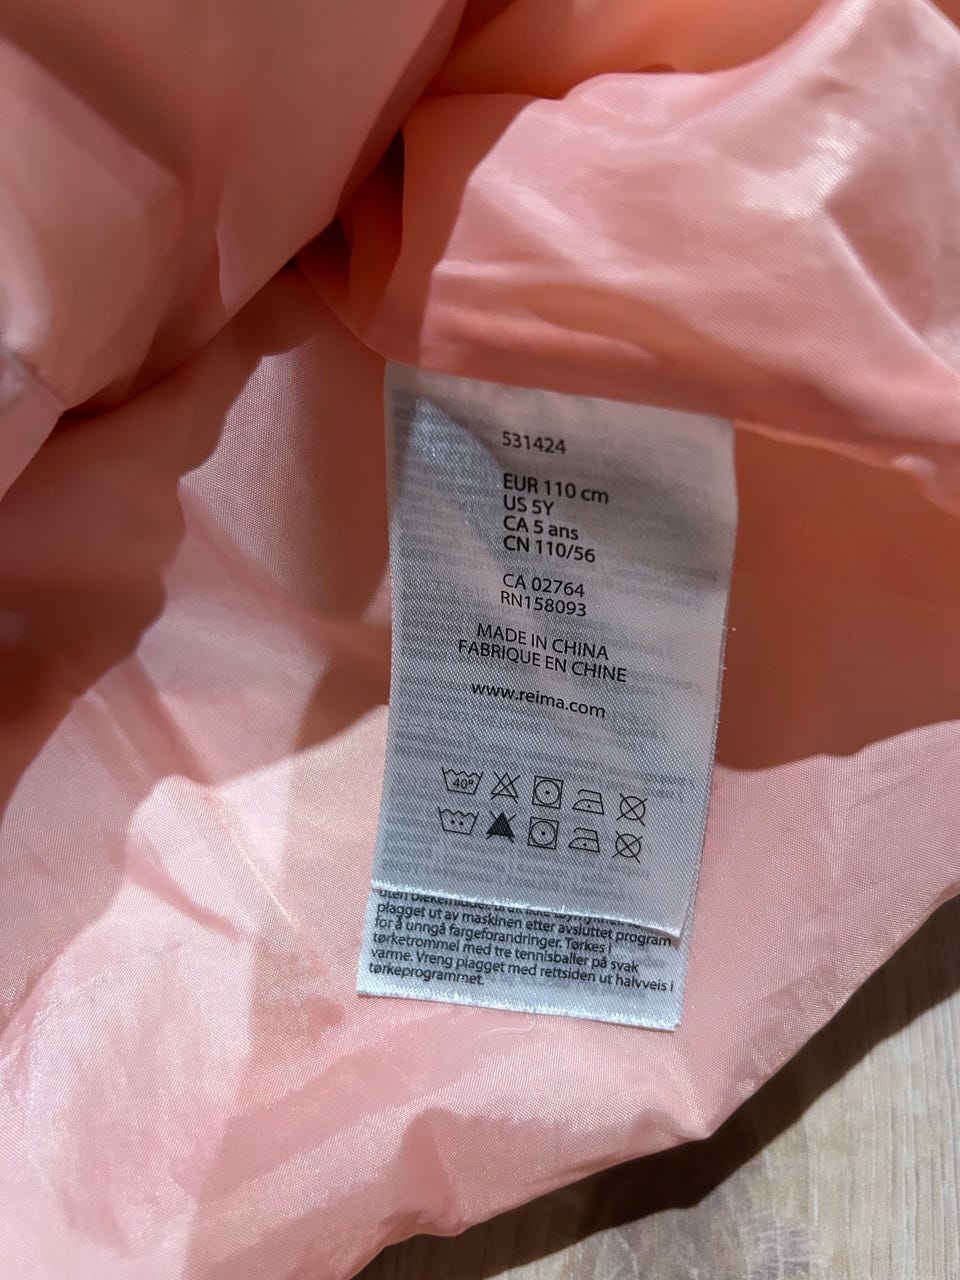 531424
EUR 110 cm
US 5Y
CA 5 ans
CN 110/56
CA 02764
RN158093
MADE IN CHINA
FABRIQUE EN CHINE
www.reima.com
40°
plagget ut av maskinen etter avsluttet program
for å unngå fargeforandringer. Tørkes i
tørketrommel med tre tennisballer på svak
varme. Vreng plagget med rettsiden ut halvveis i
tørkeprogrammet.